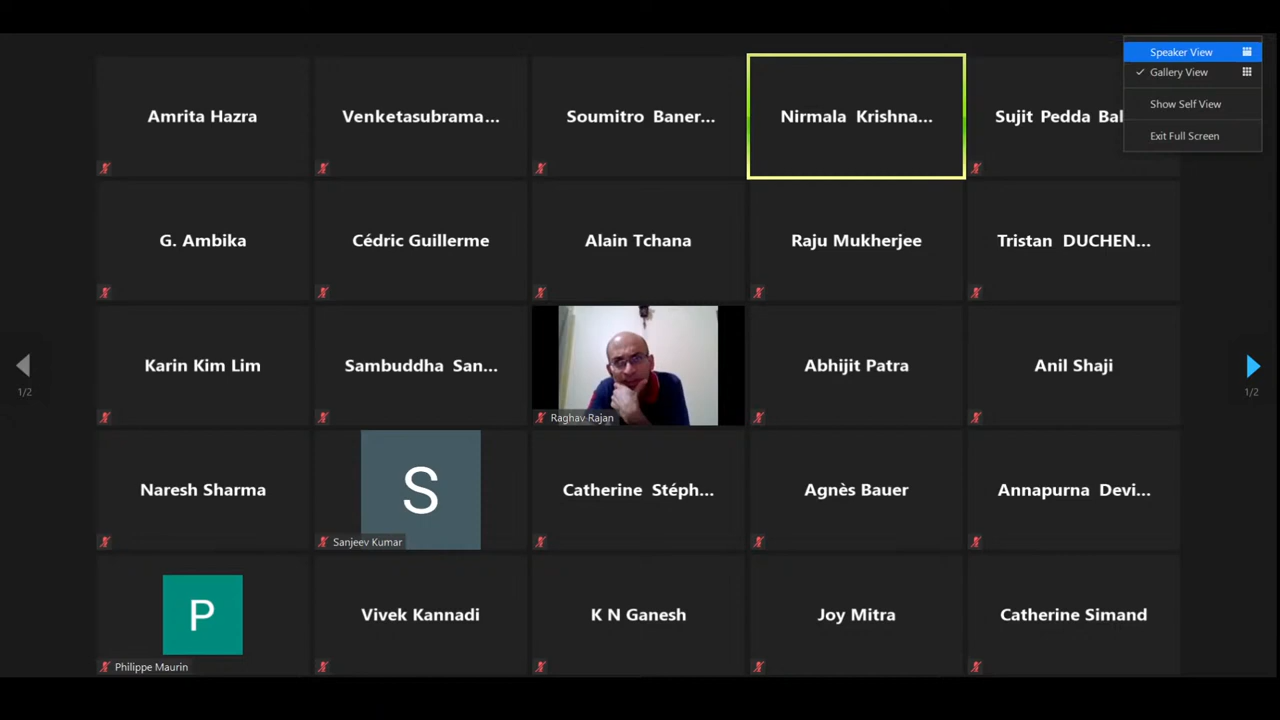 Speaker View
Gallery View
Show Self View
Exit Full Screen
Amrita Hazra
Venketasubrama...
Soumitro Baner...
Nirmala Krishna...
Sujit Pedda Bal
G. Ambika
Cédric Guillerme
Alain Tchana
Raju Mukherjee
Tristan DUCHEN...
Karin Kim Lim
Sambuddha San...
Raghav Rajan
Abhijit Patra
Anil Shaji
1/2
1/2
Naresh Sharma
S
Sanjeev Kumar
Catherine Stéph...
Agnès Bauer
Annapurna Devi...
P
Philippe Maurin
Vivek Kannadi
K N Ganesh
Joy Mitra
Catherine Simand